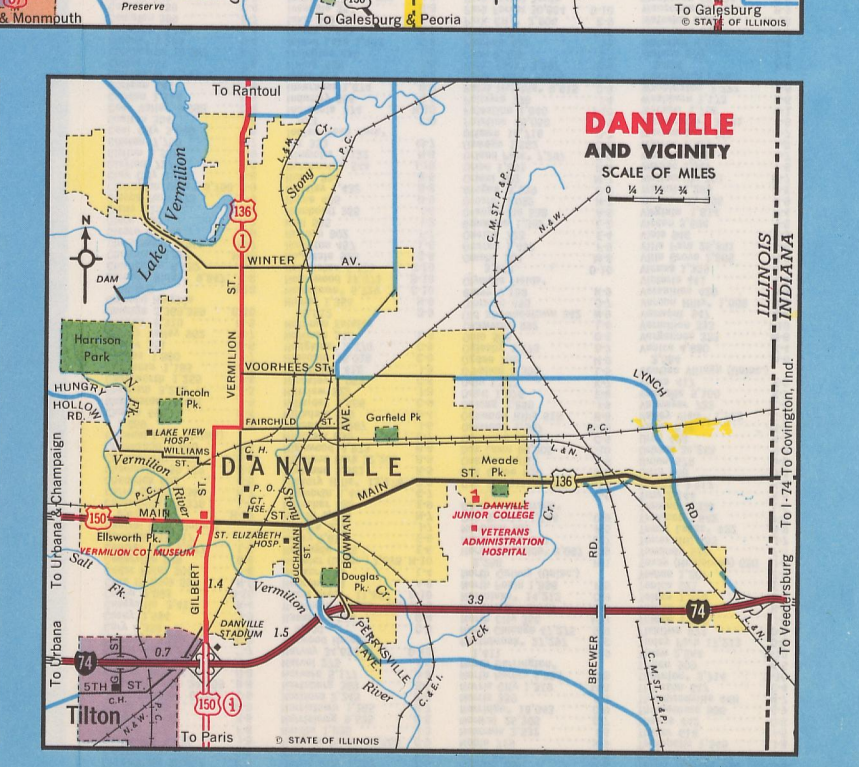 & Monmouth
Preserve
To Galesburg & Peoria
To Galesburg
© STATE OF ILLINOIS
To Rantoul
DANVILLE
AND VICINITY
SCALE OF MILES
0 ¼ ½ ¾ 1
L. & N.
Cr.
P. C.
Stony
Vermilion
Lake
136
1
N
DAM
C. M. ST. P. & P.
N. & W.
ILLINOIS
INDIANA
WINTER AV.
VERMILION ST.
Harrison
Park
VOORHEES ST.
LYNCH
HUNGRY
HOLLOW
RD.
N.
Fk.
Lincoln
Pk.
AVE.
Garfield Pk
FAIRCHILD ST.
LAKE VIEW
HOSP.
WILLIAMS
ST.
P. C.
L. & N.
C. H.
DANVILLE
Meade
Pk.
Vermilion
River
P. C.
ST.
136
MAIN
P. O.
CT.
HSE.
Stony
ST.
150
MAIN
DANVILLE
JUNIOR COLLEGE
Cr.
RD.
To Urbana & Champaign
To I-74 To Covington, Ind.
Ellsworth Pk.
VERMILION CO. MUSEUM
ST. ELIZABETH
HOSP.
VETERANS
ADMINISTRATION
HOSPITAL
BUCHANAN
ST.
BOWMAN
RD.
Salt
Fk.
GILBERT
1.4
Vermilion
Douglas
Pk.
Cr.
To Veedersburg
3.9
74
L. & N.
DANVILLE
STADIUM
1.5
PERRYSVILLE
AVE.
Lick
BREWER
To Urbana
74
0.7
5TH ST.
C.H.
Tilton
N. & W.
P. C.
150
1
River
C. & E. I.
C. M. ST. P. & P.
To Paris
© STATE OF ILLINOIS